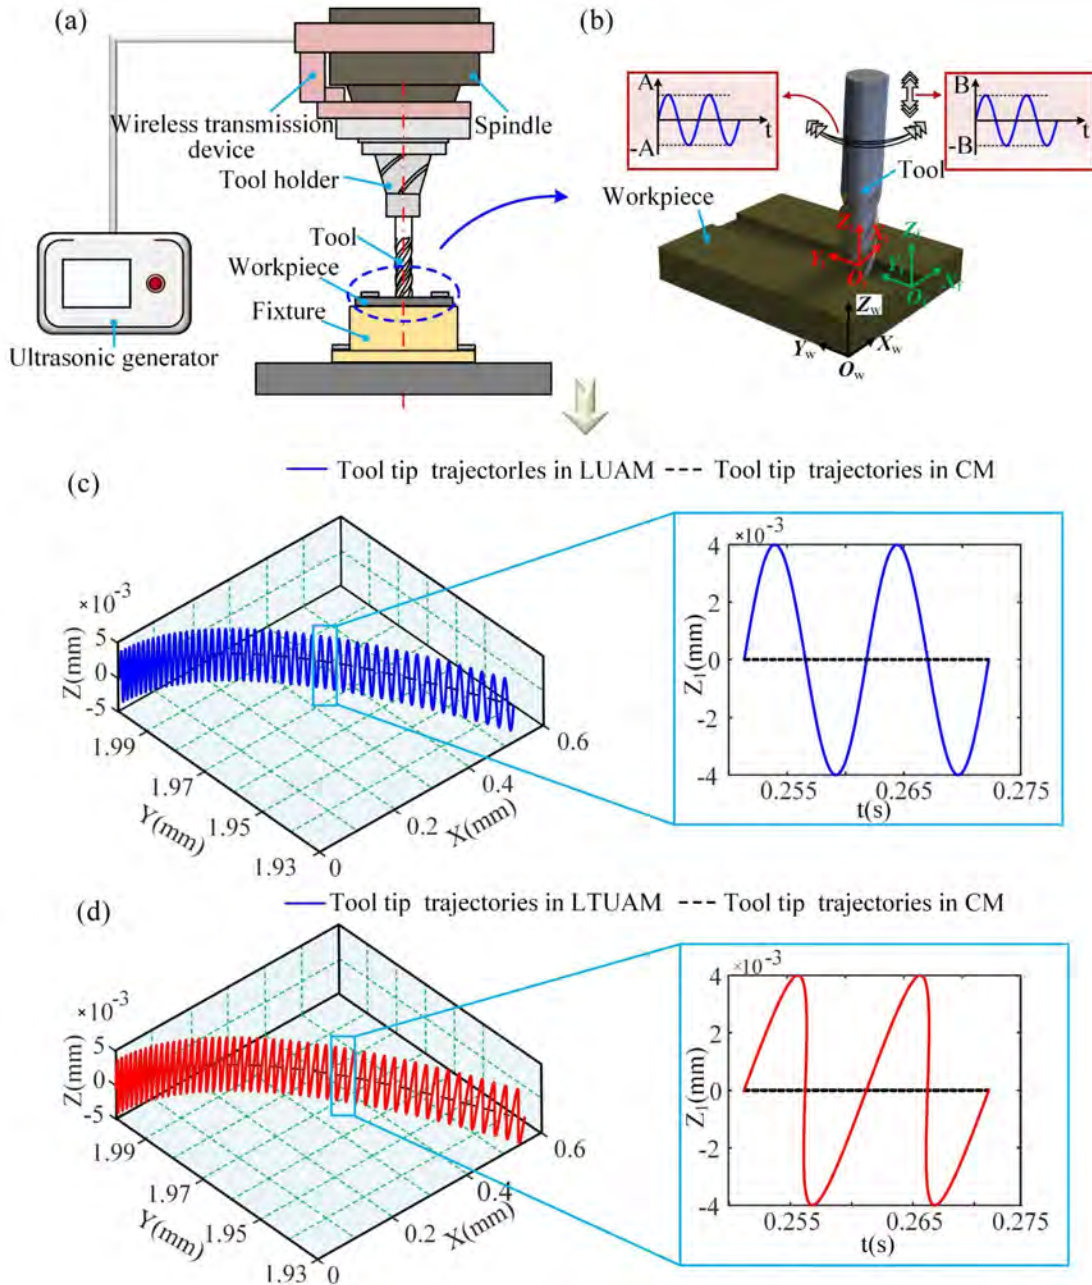 (a)
Wireless transmission
device
Spindle
Tool holder
Tool
Workpiece
Fixture
Ultrasonic generator
(b)
A
-A
t
B
-B
t
Tool
Workpiece
Z_w
Y_w
X_w
O_w
Tool tip trajectorIes in LUAM
Tool tip trajectories in CM
(c)
×10^-3
5
0
-5
Z(mm)
1.99
1.97
1.95
1.93
Y(mm)
0
0.2
0.4
0.6
X(mm)
×10^-3
4
2
0
-2
-4
Z_1(mm)
0.255
0.265
0.275
t(s)
Tool tip trajectories in LTUAM
Tool tip trajectories in CM
(d)
×10^-3
5
0
-5
Z(mm)
1.99
1.97
1.95
1.93
Y(mm)
0
0.2
0.4
0.6
X(mm)
×10^-3
4
2
0
-2
-4
Z_1(mm)
0.255
0.265
0.275
t(s)